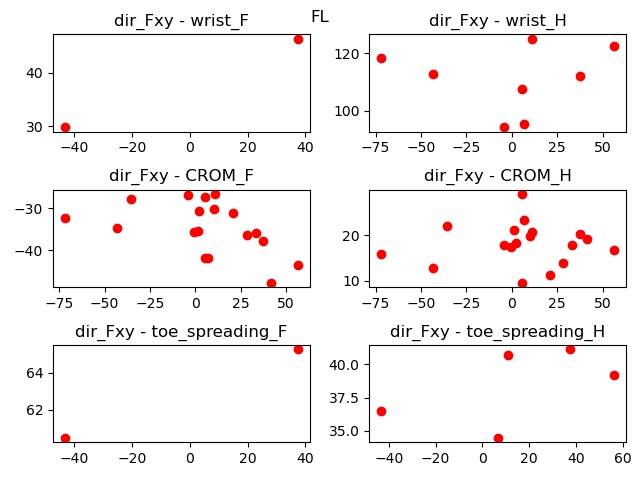 FL
dir_Fxy - wrist_F
dir_Fxy - wrist_H
40
30
−40 −20 0 20 40
120
100
−75 −50 −25 0 25 50
dir_Fxy - CROM_F
dir_Fxy - CROM_H
−30
−40
−75 −50 −25 0 25 50
20
10
−75 −50 −25 0 25 50
dir_Fxy - toe_spreading_F
dir_Fxy - toe_spreading_H
64
62
−40 −20 0 20 40
40.0
37.5
35.0
−40 −20 0 20 40 60